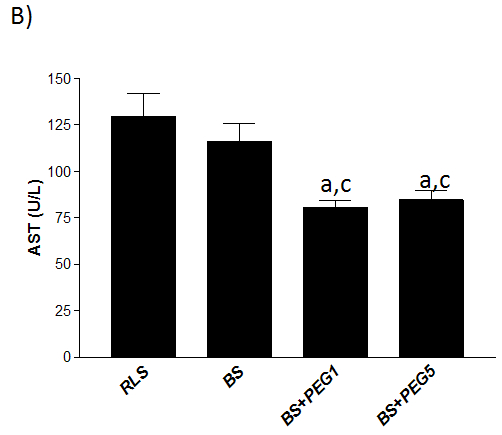 B)
150
125
100
75
50
25
0
AST (U/L)
a,c
a,c
RLS
BS
BS+PEG1
BS+PEG5